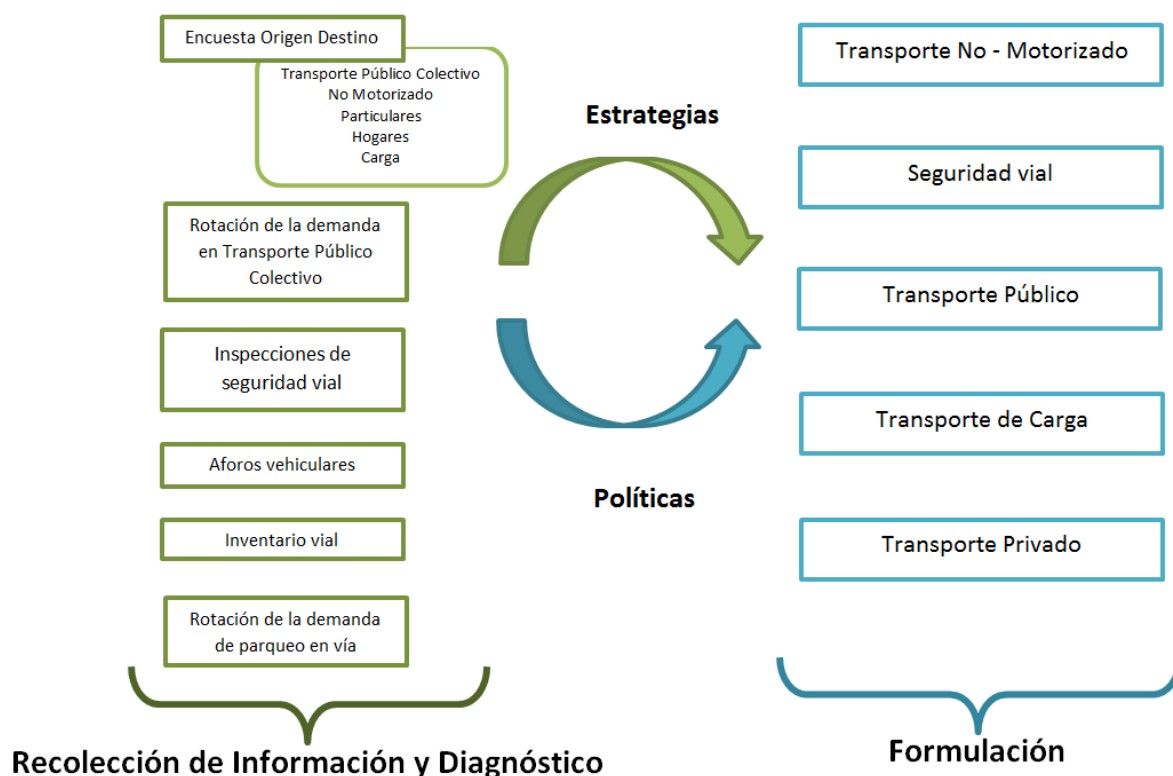 Encuesta Origen Destino
Transporte Público Colectivo
No Motorizado
Particulares
Hogares
Carga
Rotación de la demanda
en Transporte Público
Colectivo
Inspecciones de
seguridad vial
Aforos vehiculares
Inventario vial
Rotación de la demanda
de parqueo en vía
Recolección de Información y Diagnóstico
Estrategias
Políticas
Transporte No - Motorizado
Seguridad vial
Transporte Público
Transporte de Carga
Transporte Privado
Formulación